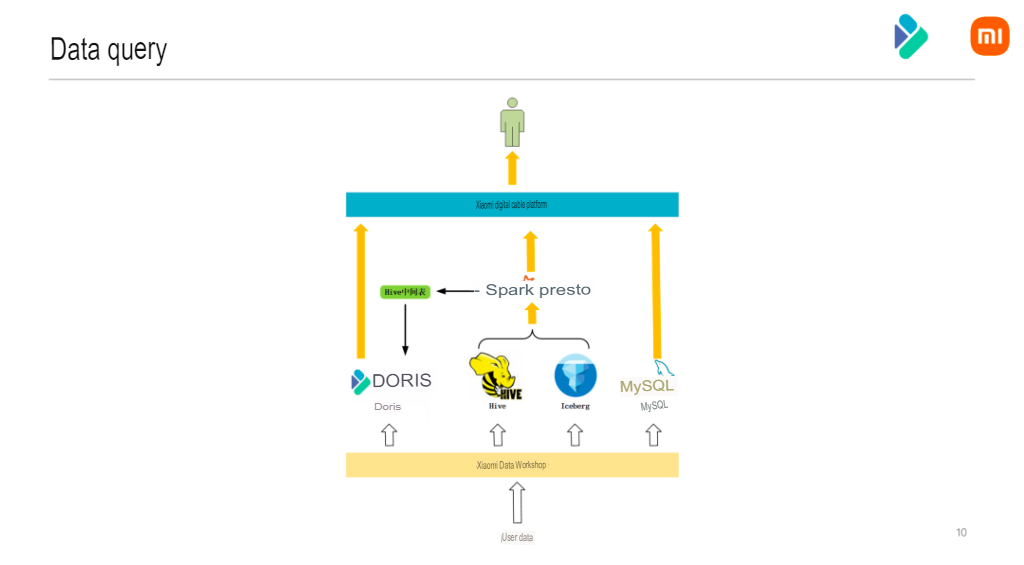 Data query
mi
Xiaomi digital cable platform
Hive中间表
- Spark presto
DORIS
Doris
HIVE
Hive
Iceberg
MySQL
MySQL
Xiaomi Data Workshop
/User data
10